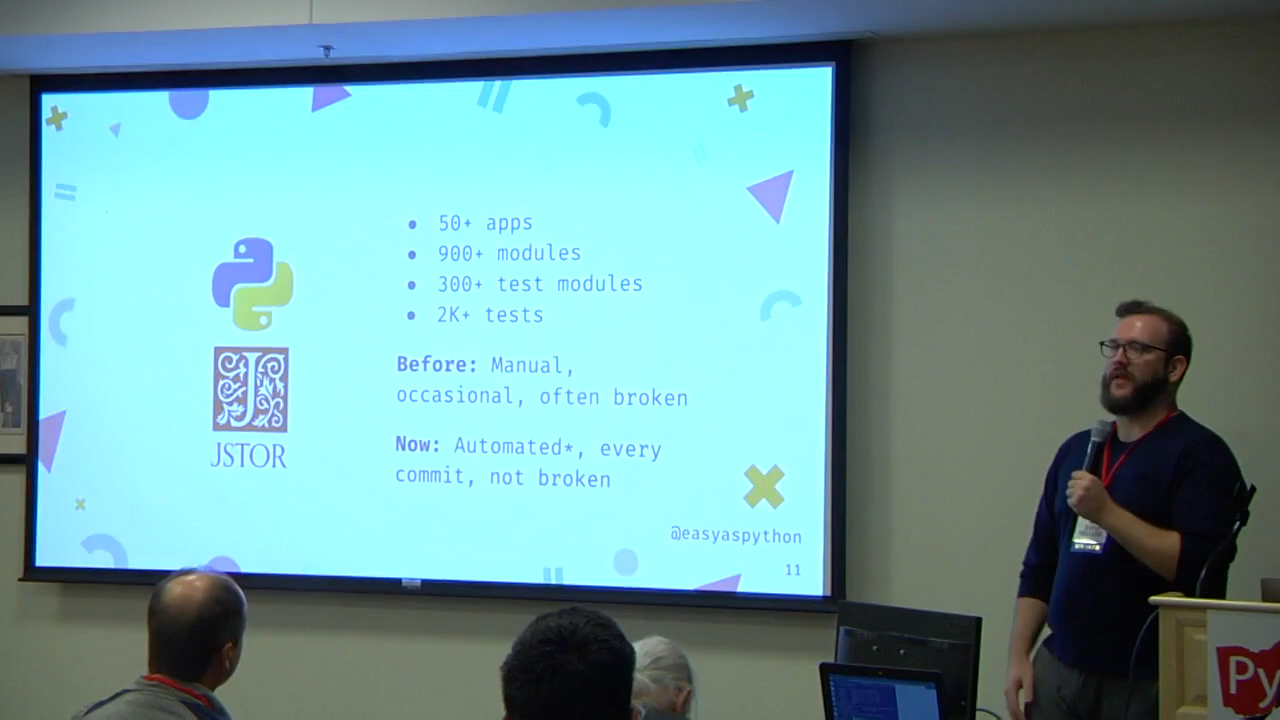 50+ apps
900+ modules
300+ test modules
2K+ tests
Before: Manual,
occasional, often broken
Now: Automated*, every
commit, not broken
JSTOR
@easyaspython
11
Py